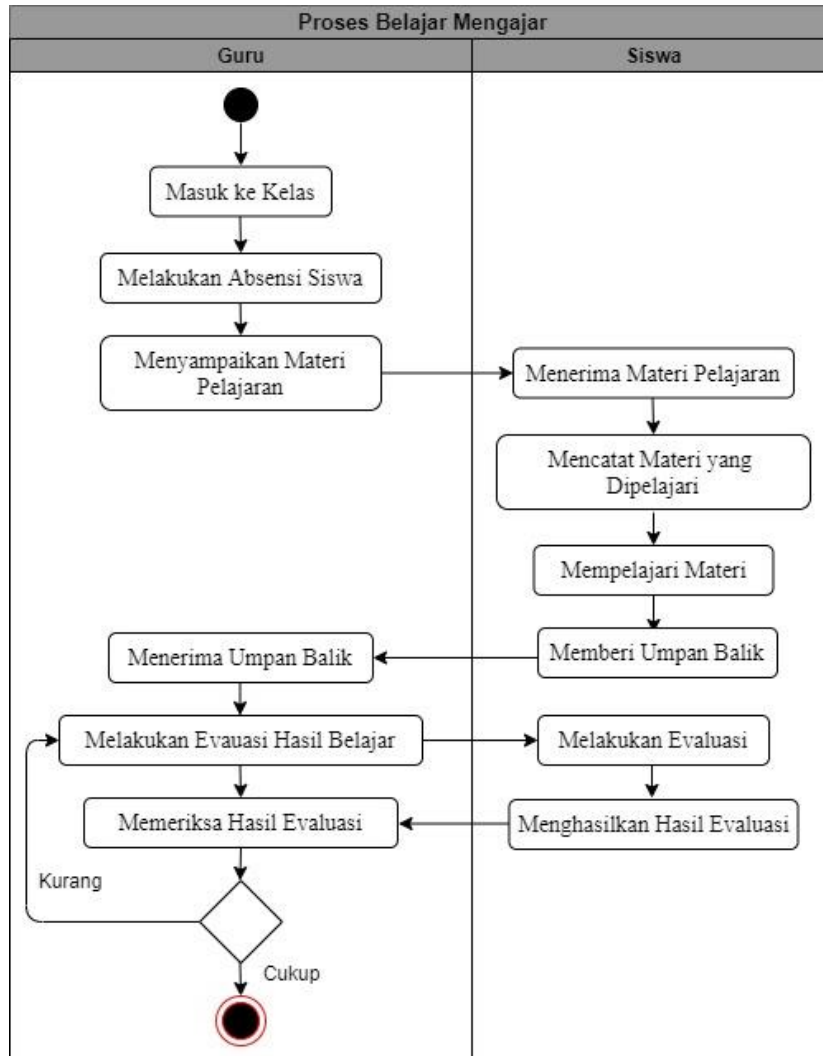 Proses Belajar Mengajar
Guru
Siswa
Masuk ke Kelas
Melakukan Absensi Siswa
Menyampaikan Materi
Pelajaran
Menerima Materi Pelajaran
Mencatat Materi yang
Dipelajari
Mempelajari Materi
Memberi Umpan Balik
Menerima Umpan Balik
Melakukan Evauasi Hasil Belajar
Melakukan Evaluasi
Menghasilkan Hasil Evaluasi
Memeriksa Hasil Evaluasi
Kurang
Cukup